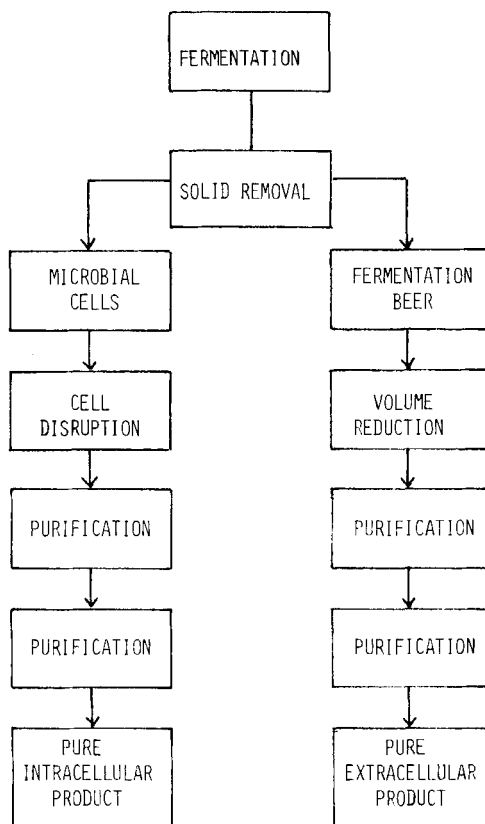 FERMENTATION
SOLID REMOVAL
MICROBIAL
CELLS
CELL
DISRUPTION
PURIFICATION
PURIFICATION
PURE
INTRACELLULAR
PRODUCT
FERMENTATION
BEER
VOLUME
REDUCTION
PURIFICATION
PURIFICATION
PURE
EXTRACELLULAR
PRODUCT